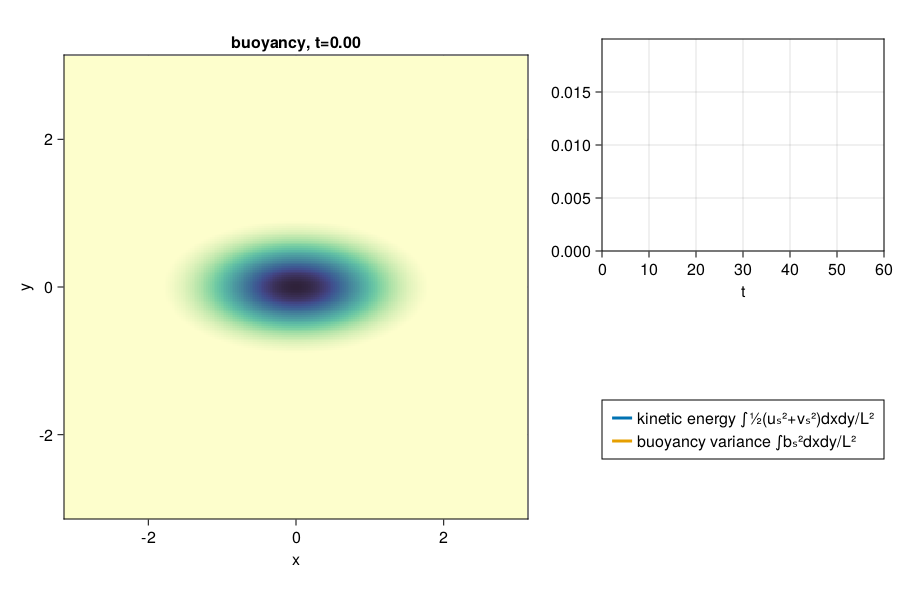 buoyancy, t=0.00
y
2
0
-2
-2
0
2
x
0.015
0.010
0.005
0.000
0
10
20
30
40
50
60
t
kinetic energy ∫½(uₛ²+vₛ²)dxdy/L²
buoyancy variance ∫bₛ²dxdy/L²